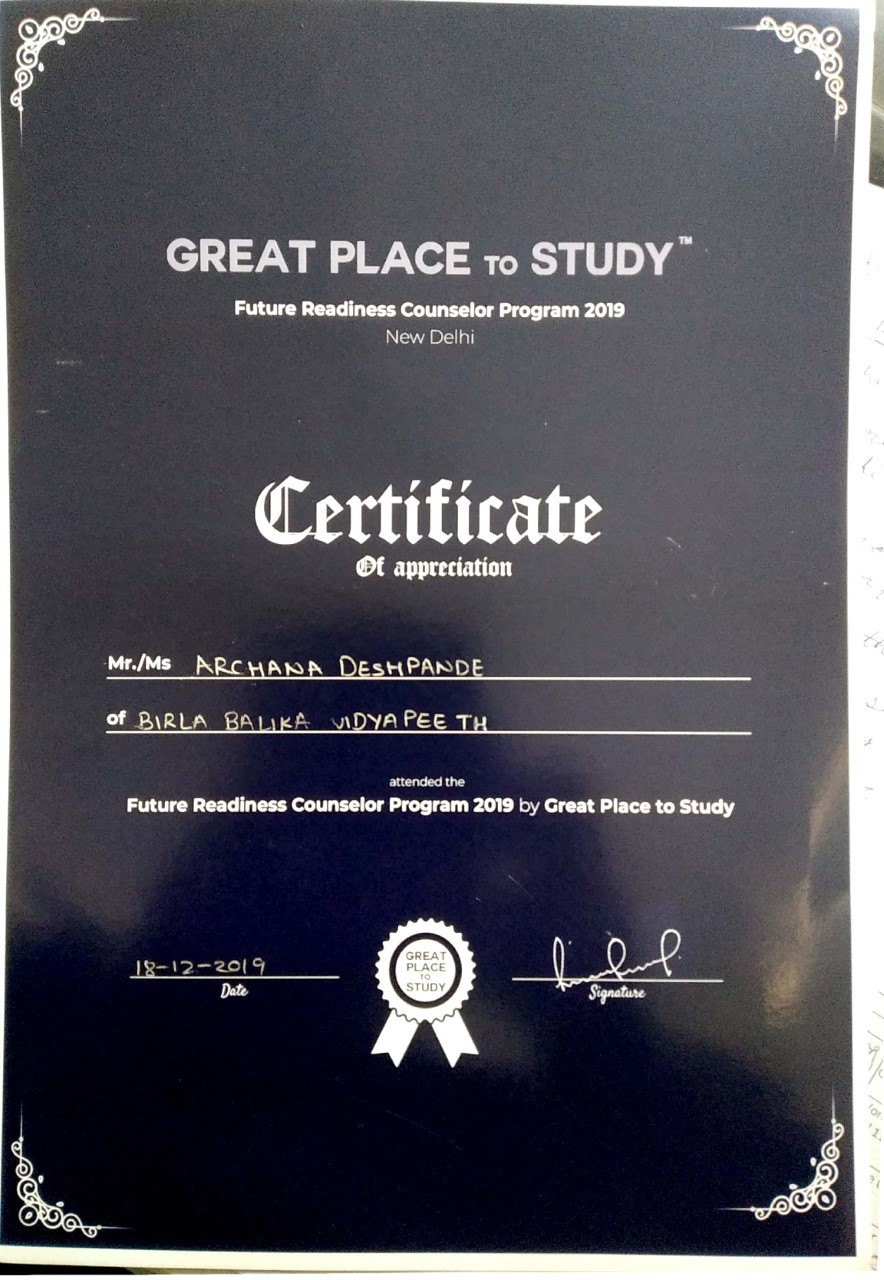 GREAT PLACE TO STUDY™
Future Readiness Counselor Program 2019
New Delhi
Certificate
Of appreciation
Mr./Ms ARCHANA DESHPANDE
of BIRLA BALIKA VIDYAPEETH
attended the
Future Readiness Counselor Program 2019 by Great Place to Study
18-12-2019
Date
GREAT
PLACE
TO
STUDY
Signature